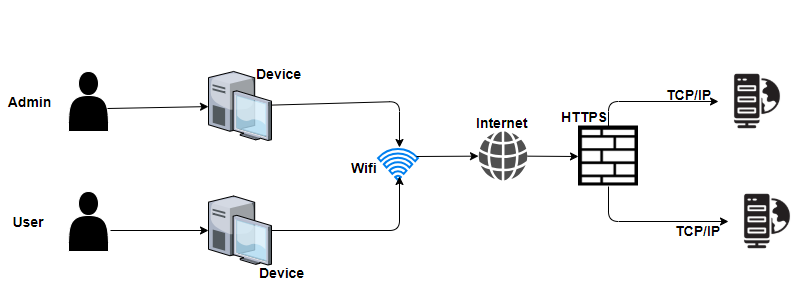 Device
Admin
TCP/IP
HTTPS
Internet
Wifi
User
TCP/IP
Device